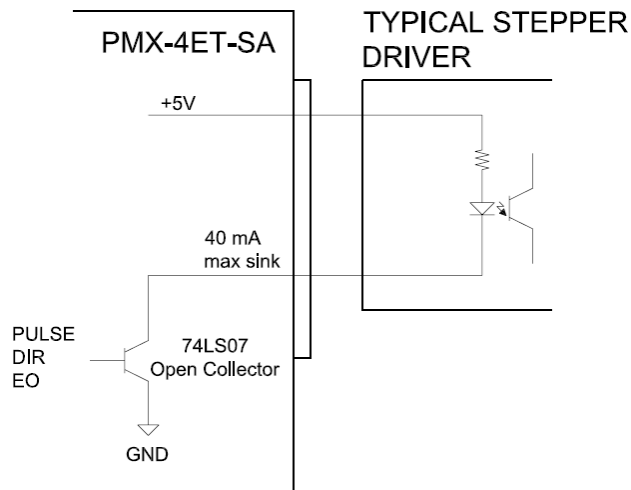 PMX-4ET-SA
TYPICAL STEPPER
DRIVER
+5V
40 mA
max sink
PULSE
DIR
EO
74LS07
Open Collector
GND